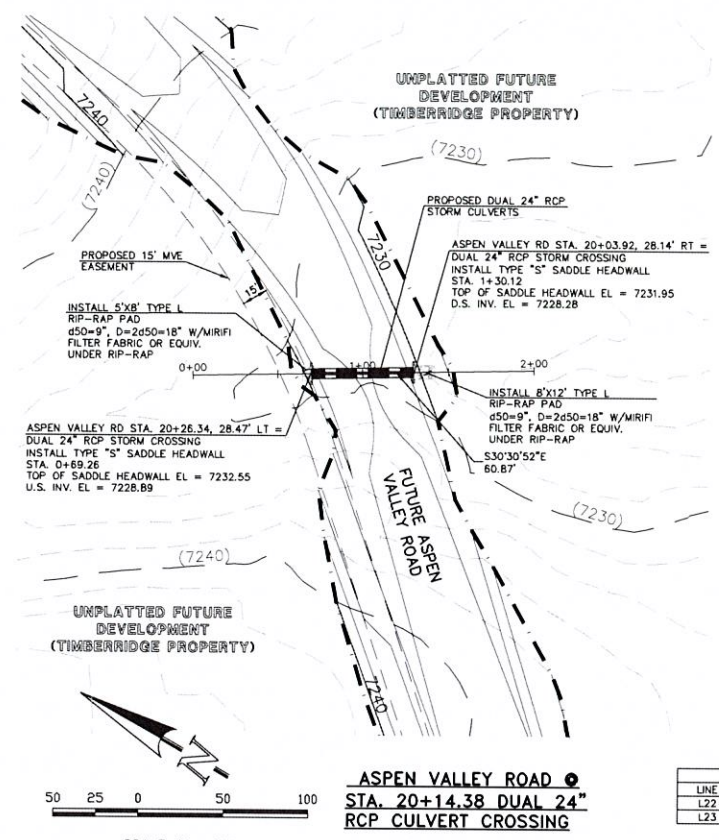 UNPLATTED FUTURE
DEVELOPMENT
(TIMBERRIDGE PROPERTY)
7240
(7240)
(7230)
7230
PROPOSED DUAL 24" RCP
STORM CULVERTS
ASPEN VALLEY RD STA. 20+03.92, 28.14' RT =
DUAL 24" RCP STORM CROSSING
INSTALL TYPE "S" SADDLE HEADWALL
STA. 1+30.12
TOP OF SADDLE HEADWALL EL = 7231.95
D.S. INV. EL = 7228.28
PROPOSED 15' MVE
EASEMENT
15'
INSTALL 5'X8' TYPE L
RIP-RAP PAD
d50=9", D=2d50=18" W/MIRIFI
FILTER FABRIC OR EQUIV.
UNDER RIP-RAP
0+00
1+00
2+00
INSTALL 8'X12' TYPE L
RIP-RAP PAD
d50=9", D=2d50=18" W/MIRIFI
FILTER FABRIC OR EQUIV.
UNDER RIP-RAP
S30°30'52"E
60.87'
ASPEN VALLEY RD STA. 20+26.34, 28.47' LT =
DUAL 24" RCP STORM CROSSING
INSTALL TYPE "S" SADDLE HEADWALL
STA. 0+69.26
TOP OF SADDLE HEADWALL EL = 7232.55
U.S. INV. EL = 7228.89
FUTURE ASPEN
VALLEY ROAD
(7230)
(7240)
UNPLATTED FUTURE
DEVELOPMENT
(TIMBERRIDGE PROPERTY)
7240
N
50 25 0 50 100
ASPEN VALLEY ROAD @
STA. 20+14.38 DUAL 24"
RCP CULVERT CROSSING
LINE
L22
L23